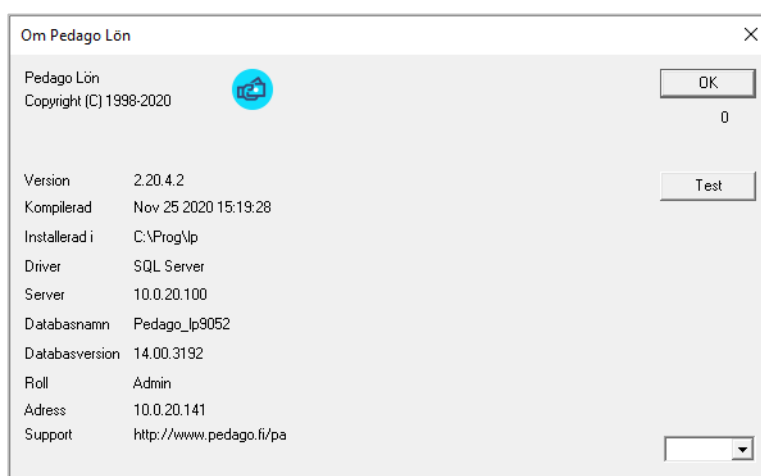 Om Pedago Lön
Pedago Lön
Copyright (C) 1998-2020
OK
0
Version 2.20.4.2
Test
Kompilerad Nov 25 2020 15:19:28
Installerad i C:\Prog\lp
Driver SQL Server
Server 10.0.20.100
Databasnamn Pedago_lp9052
Databasversion 14.00.3192
Roll Admin
Adress 10.0.20.141
Support http://www.pedago.fi/pa